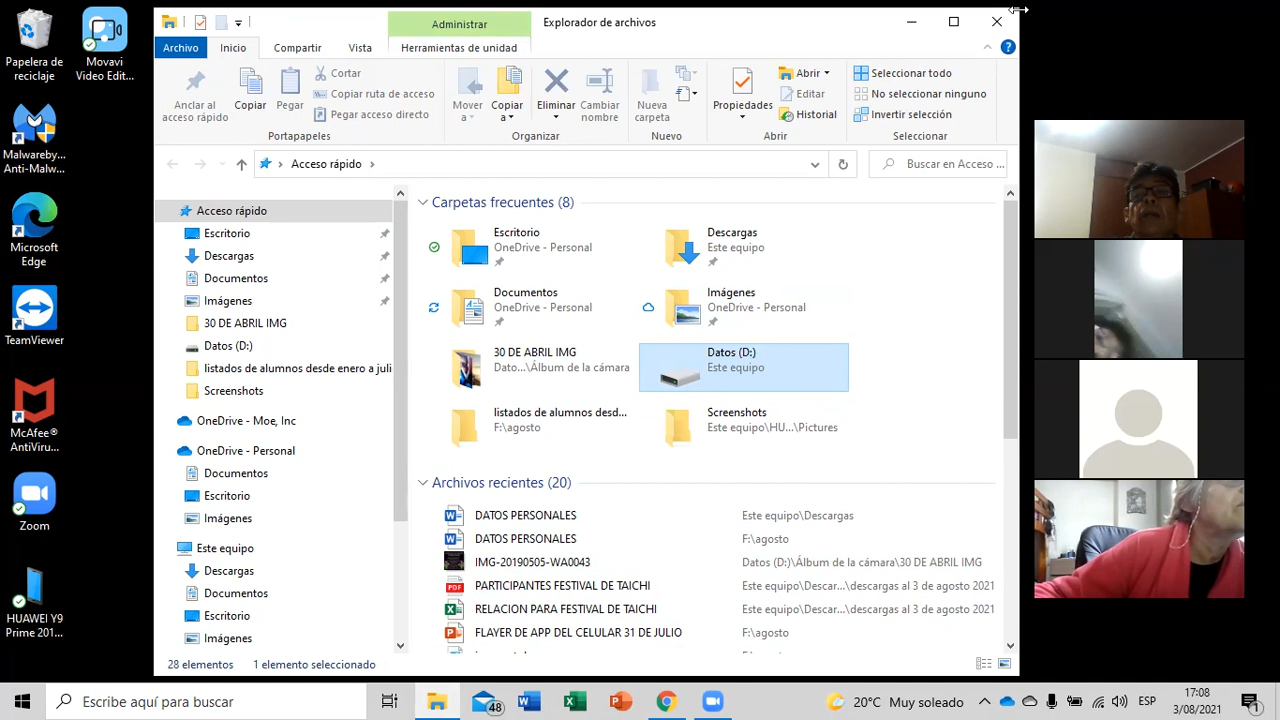 Papelera de
reciclaje
Movavi
Video Edit...
Malwareby...
Anti-Malw...
Microsoft
Edge
TeamViewer
McAfee®
AntiViru...
Zoom
HUAWEI Y9
Prime 201...
Administrar
Explorador de archivos
Archivo
Inicio
Compartir
Vista
Herramientas de unidad
Anclar al
acceso rápido
Copiar
Pegar
Cortar
Copiar ruta de acceso
Pegar acceso directo
Portapapeles
Mover
a
Copiar
a
Eliminar
Cambiar
nombre
Organizar
Nueva
carpeta
Nuevo
Propiedades
Abrir
Editar
Historial
Abrir
Seleccionar todo
No seleccionar ninguno
Invertir selección
Seleccionar
Acceso rápido
Buscar en Acceso ...
Acceso rápido
Escritorio
Descargas
Documentos
Imágenes
30 DE ABRIL IMG
Datos (D:)
listados de alumnos desde enero a juli
Screenshots
OneDrive - Moe, Inc
OneDrive - Personal
Documentos
Escritorio
Imágenes
Este equipo
Descargas
Documentos
Escritorio
Imágenes
Carpetas frecuentes (8)
Escritorio
OneDrive - Personal
Descargas
Este equipo
Documentos
OneDrive - Personal
Imágenes
OneDrive - Personal
30 DE ABRIL IMG
Dato...\Álbum de la cámara
Datos (D:)
Este equipo
listados de alumnos desd...
F:\agosto
Screenshots
Este equipo\HU...\Pictures
Archivos recientes (20)
DATOS PERSONALES Este equipo\Descargas
DATOS PERSONALES F:\agosto
IMG-20190505-WA0043 Datos (D:)\Álbum de la cámara\30 DE ABRIL IMG
PARTICIPANTES FESTIVAL DE TAICHI Este equipo\Descar...\descargas al 3 de agosto 2021
RELACION PARA FESTIVAL DE TAICHI Este equipo\Descar...\descargas al 3 de agosto 2021
FLAYER DE APP DEL CELULAR 31 DE JULIO F:\agosto
28 elementos
1 elemento seleccionado
Escribe aquí para buscar
48
20°C Muy soleado
ESP
17:08
3/08/2021
1